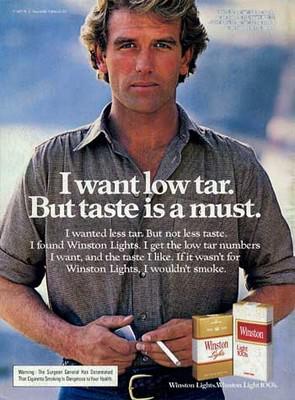 I want low tar.
But taste is a must.
I wanted less tar. But not less taste.
I found Winston Lights. I get the low tar numbers
I want, and the taste I like. If it wasn't for
Winston Lights, I wouldn't smoke.
Winston
Lights
Winston
Light
100's
Warning: The Surgeon General Has Determined
That Cigarette Smoking Is Dangerous to Your Health.
Winston Lights. Winston Light 100's.